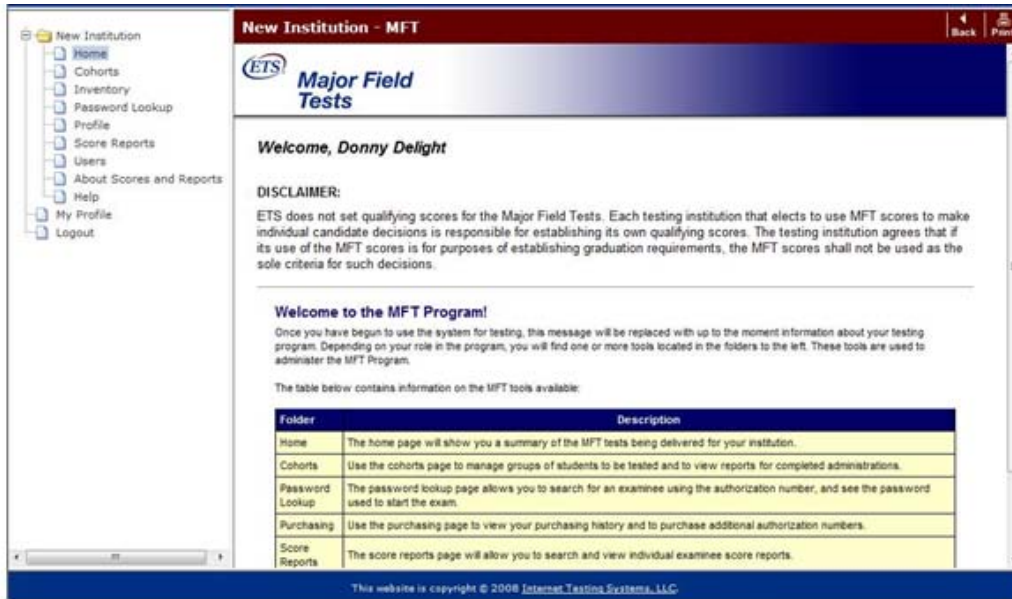 New Institution
Home
Cohorts
Inventory
Password Lookup
Profile
Score Reports
Users
About Scores and Reports
Help
My Profile
Logout
New Institution - MFT
Back
Print
ETS
Major Field
Tests
Welcome, Donny Delight
DISCLAIMER:
ETS does not set qualifying scores for the Major Field Tests. Each testing institution that elects to use MFT scores to make
individual candidate decisions is responsible for establishing its own qualifying scores. The testing institution agrees that if
its use of the MFT scores is for purposes of establishing graduation requirements, the MFT scores shall not be used as the
sole criteria for such decisions.
Welcome to the MFT Program!
Once you have begun to use the system for testing, this message will be replaced with up to the moment information about your testing
program. Depending on your role in the program, you will find one or more tools located in the folders to the left. These tools are used to
administer the MFT Program.
The table below contains information on the MFT tools available:
Folder Description
Home The home page will show you a summary of the MFT tests being delivered for your institution.
Cohorts Use the cohorts page to manage groups of students to be tested and to view reports for completed administrations.
Password Lookup The password lookup page allows you to search for an examinee using the authorization number, and see the password
used to start the exam.
Purchasing Use the purchasing page to view your purchasing history and to purchase additional authorization numbers.
Score Reports The score reports page will allow you to search and view individual examinee score reports.
This website is copyright © 2008 Internet Testing Systems, LLC.